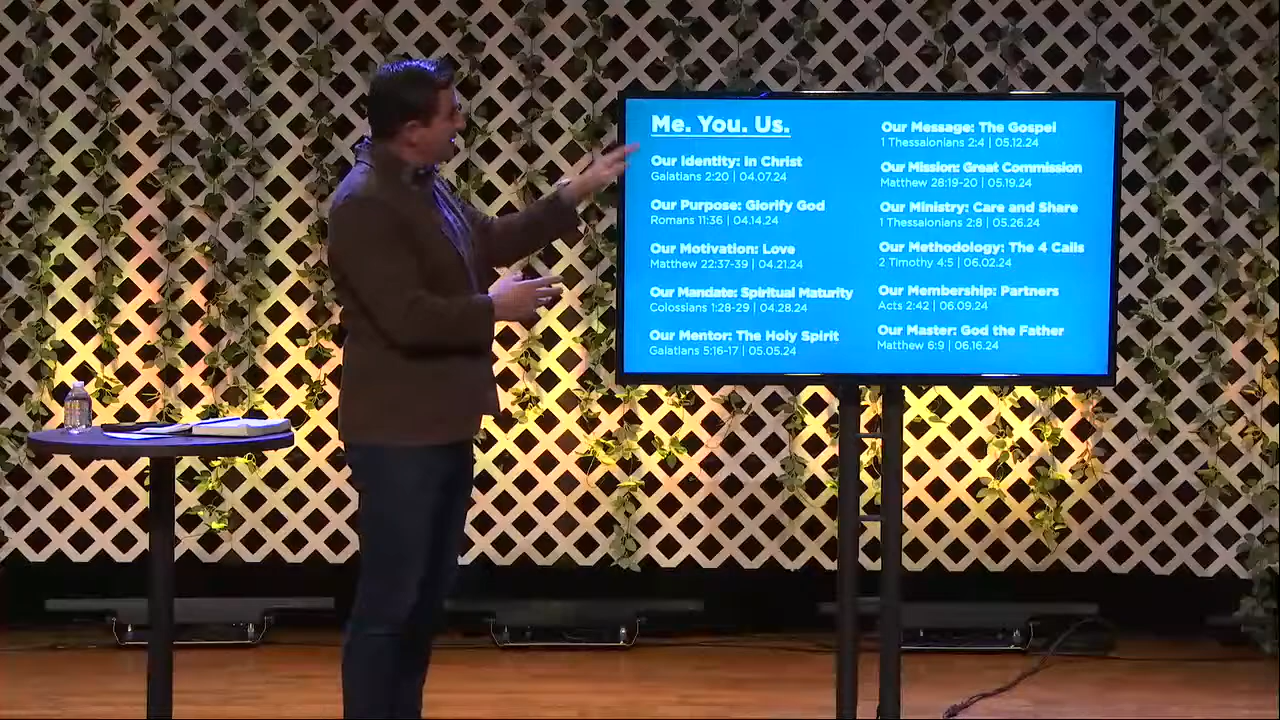 Me. You. Us.
Our Identity: In Christ
Galatians 2:20 | 04.07.24
Our Purpose: Glorify God
Romans 11:36 | 04.14.24
Our Motivation: Love
Matthew 22:37-39 | 04.21.24
Our Mandate: Spiritual Maturity
Colossians 1:28-29 | 04.28.24
Our Mentor: The Holy Spirit
Galatians 5:16-17 | 05.05.24
Our Message: The Gospel
1 Thessalonians 2:4 | 05.12.24
Our Mission: Great Commission
Matthew 28:19-20 | 05.19.24
Our Ministry: Care and Share
1 Thessalonians 2:8 | 05.26.24
Our Methodology: The 4 Calls
2 Timothy 4:5 | 06.02.24
Our Membership: Partners
Acts 2:42 | 06.09.24
Our Master: God the Father
Matthew 6:9 | 06.16.24